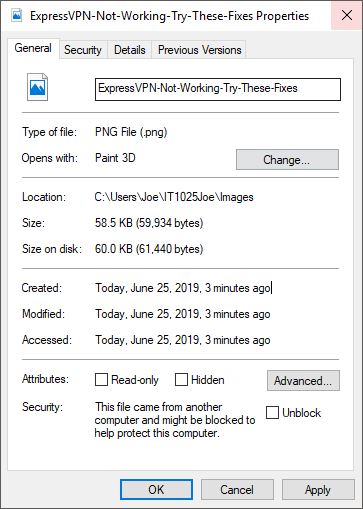 ExpressVPN-Not-Working-Try-These-Fixes Properties
General Security Details Previous Versions
ExpressVPN-Not-Working-Try-These-Fixes
Type of file: PNG File (.png)
Opens with: Paint 3D Change...
Location: C:\Users\Joe\IT1025Joe\Images
Size: 58.5 KB (59,934 bytes)
Size on disk: 60.0 KB (61,440 bytes)
Created: Today, June 25, 2019, 3 minutes ago
Modified: Today, June 25, 2019, 3 minutes ago
Accessed: Today, June 25, 2019, 3 minutes ago
Attributes: Read-only Hidden Advanced...
Security: This file came from another
computer and might be blocked to
help protect this computer.
Unblock
OK Cancel Apply